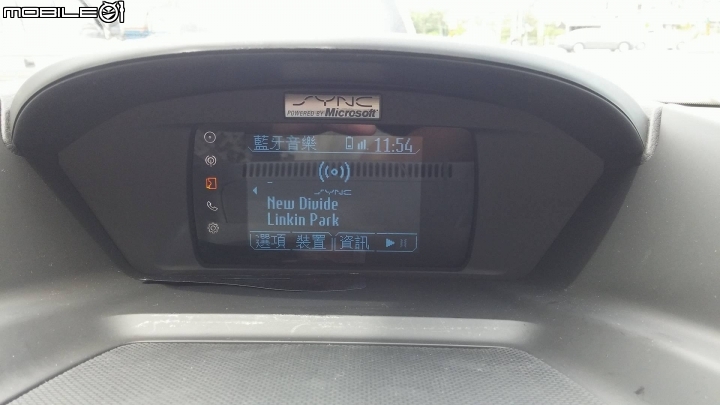 MOBILE01
SYNC
POWERED BY Microsoft
藍牙音樂 11:54
SYNC
New Divide
Linkin Park
選項 裝置 資訊